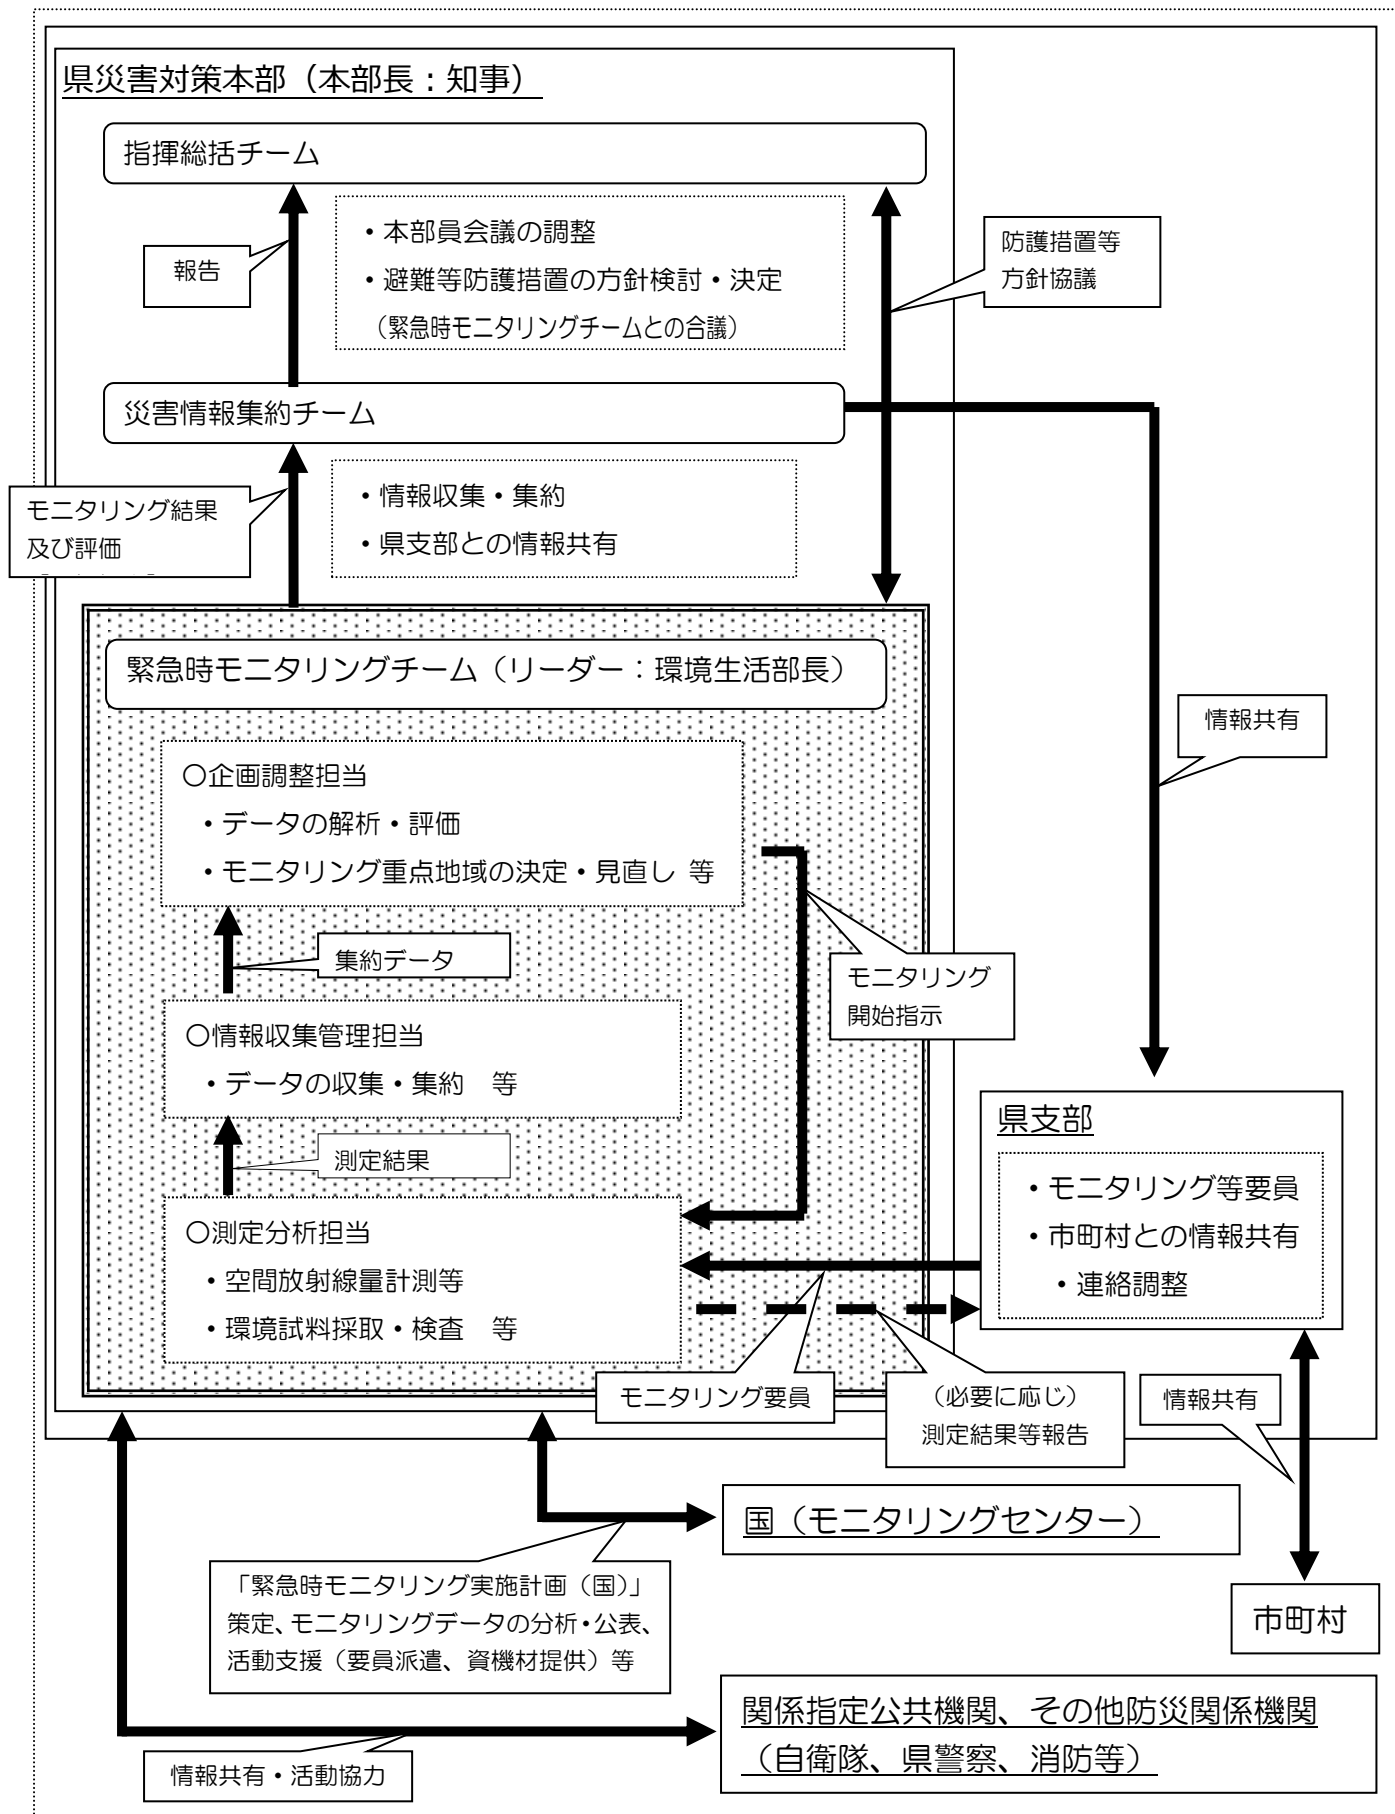 県災害対策本部（本部長：知事）
指揮総括チーム
報告
・本部員会議の調整
・避難等防護措置の方針検討・決定
（緊急時モニタリングチームとの合議）
防護措置等
方針協議
災害情報集約チーム
モニタリング結果
及び評価
・情報収集・集約
・県支部との情報共有
緊急時モニタリングチーム（リーダー：環境生活部長）
情報共有
〇企画調整担当
・データの解析・評価
・モニタリング重点地域の決定・見直し 等
集約データ
モニタリング
開始指示
〇情報収集管理担当
・データの収集・集約　等
測定結果
県支部
・モニタリング等要員
・市町村との情報共有
・連絡調整
〇測定分析担当
・空間放射線量計測等
・環境試料採取・検査　等
モニタリング要員
（必要に応じ）
測定結果等報告
情報共有
国（モニタリングセンター）
「緊急時モニタリング実施計画（国）」
策定、モニタリングデータの分析・公表、
活動支援（要員派遣、資機材提供）等
市町村
関係指定公共機関、その他防災関係機関
（自衛隊、県警察、消防等）
情報共有・活動協力